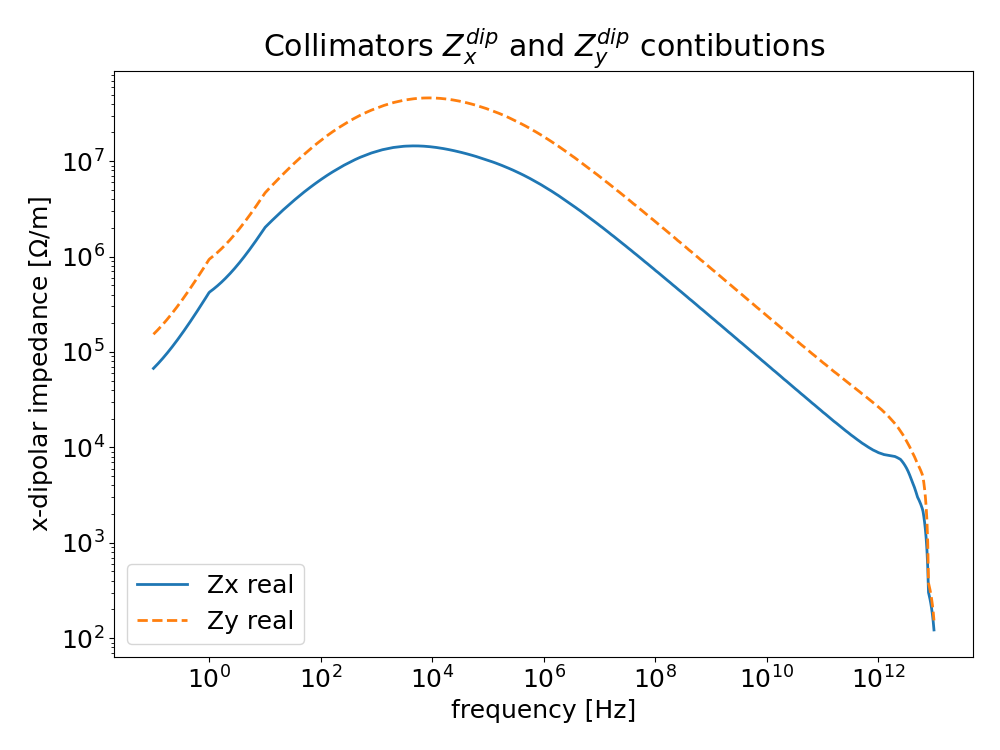 Collimators $Z_x^{dip}$ and $Z_y^{dip}$ contibutions
x-dipolar impedance [Ω/m]
10^7
10^6
10^5
10^4
10^3
10^2
Zx real
Zy real
10^0 10^2 10^4 10^6 10^8 10^10 10^12
frequency [Hz]